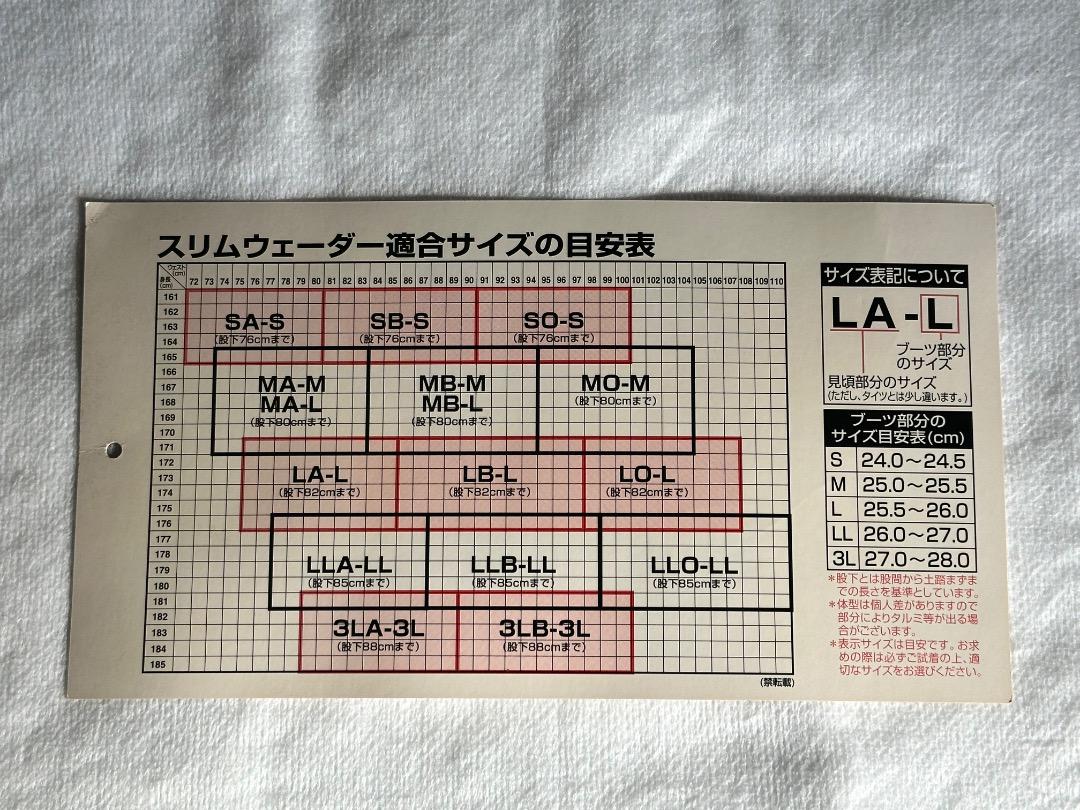 スリムウェーダー適合サイズの目安表
ウェスト(cm)
身長(cm)
72 73 74 75 76 77 78 79 80 81 82 83 84 85 86 87 88 89 90 91 92 93 94 95 96 97 98 99 100 101 102 103 104 105 106 107 108 109 110
161
162
163
164
165
166
167
168
169
170
171
172
173
174
175
176
177
178
179
180
181
182
183
184
185
SA-S
(股下76cmまで)
SB-S
(股下76cmまで)
SO-S
(股下76cmまで)
MA-M
MA-L
(股下80cmまで)
MB-M
MB-L
(股下80cmまで)
MO-M
(股下80cmまで)
LA-L
(股下82cmまで)
LB-L
(股下82cmまで)
LO-L
(股下82cmまで)
LLA-LL
(股下85cmまで)
LLB-LL
(股下85cmまで)
LLO-LL
(股下85cmまで)
3LA-3L
(股下88cmまで)
3LB-3L
(股下88cmまで)
(禁転載)
サイズ表記について
LA-L
ブーツ部分
のサイズ
見頃部分のサイズ
(ただし、タイツとは少し違います。)
ブーツ部分の
サイズ目安表(cm)
S 24.0～24.5
M 25.0～25.5
L 25.5～26.0
LL 26.0～27.0
3L 27.0～28.0
*股下とは股間から土踏まずま
での長さを基準としています。
*体型は個人差がありますので
部分によりタルミ等が出る場
合がございます。
*表示サイズは目安です。お求
めの際は必ずご試着の上、適
切なサイズをお選びください。